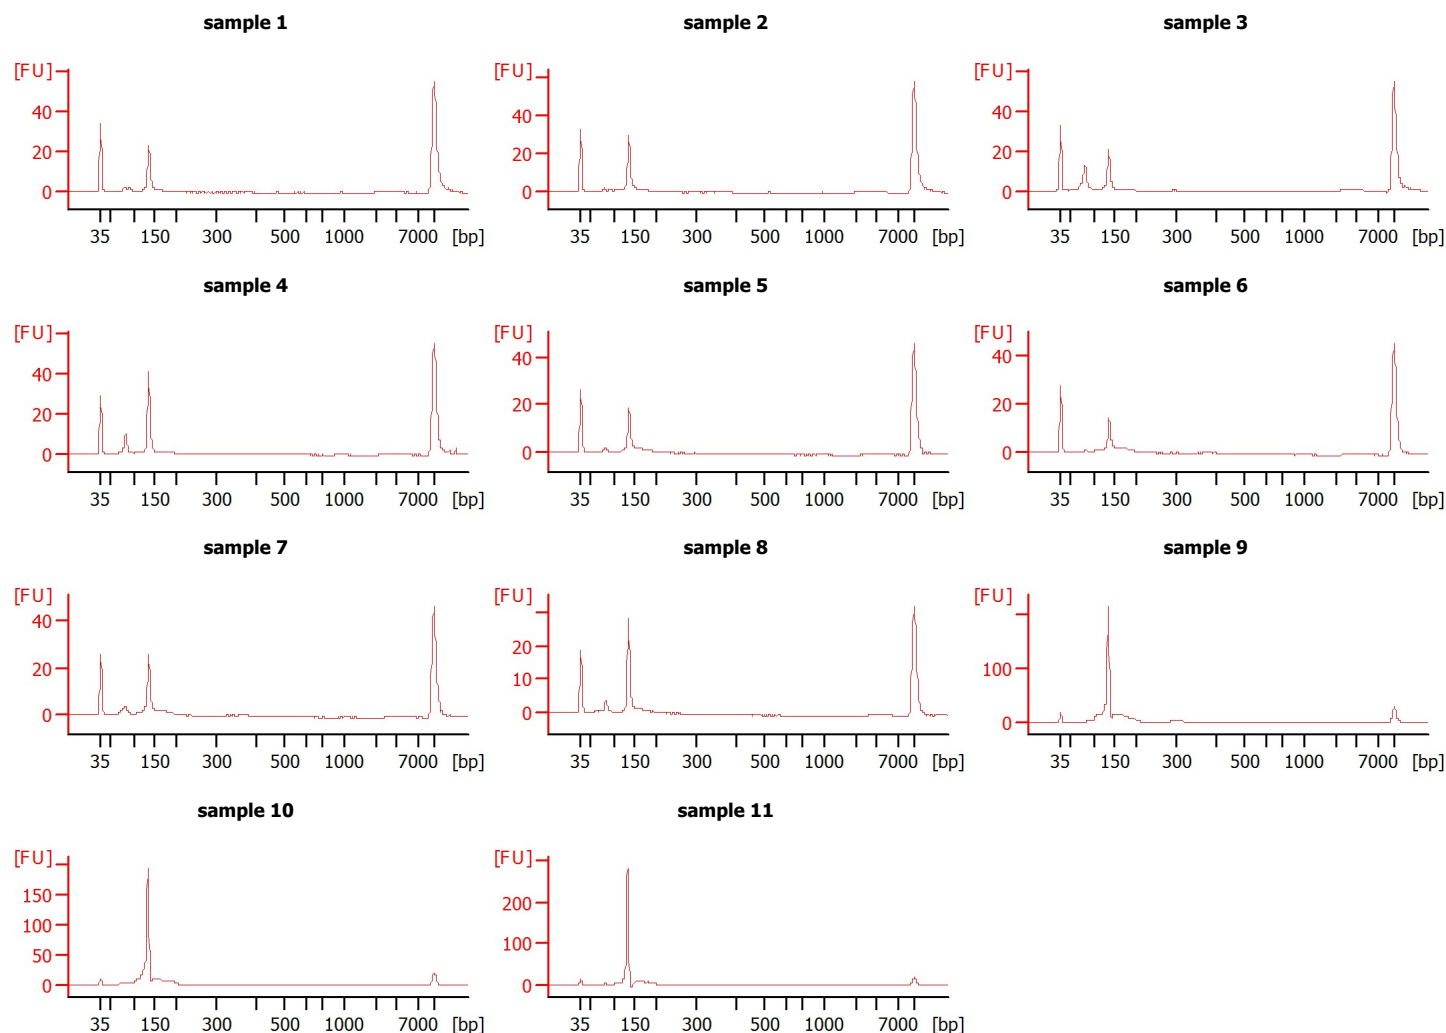 sample 1 sample 2 sample 3
[FU] [FU] [FU]
40 40 40
20 20 20
0 0 0
35 150 300 500 1000 7000 [bp] 35 150 300 500 1000 7000 [bp] 35 150 300 500 1000 7000 [bp]
sample 4 sample 5 sample 6
[FU] [FU] [FU]
40 40 40
20 20 20
0 0 0
35 150 300 500 1000 7000 [bp] 35 150 300 500 1000 7000 [bp] 35 150 300 500 1000 7000 [bp]
sample 7 sample 8 sample 9
[FU] [FU] [FU]
40 20 100
20 10 0
0 0
35 150 300 500 1000 7000 [bp] 35 150 300 500 1000 7000 [bp] 35 150 300 500 1000 7000 [bp]
sample 10 sample 11
[FU] [FU]
150 200
100 100
50 0
0
35 150 300 500 1000 7000 [bp] 35 150 300 500 1000 7000 [bp]